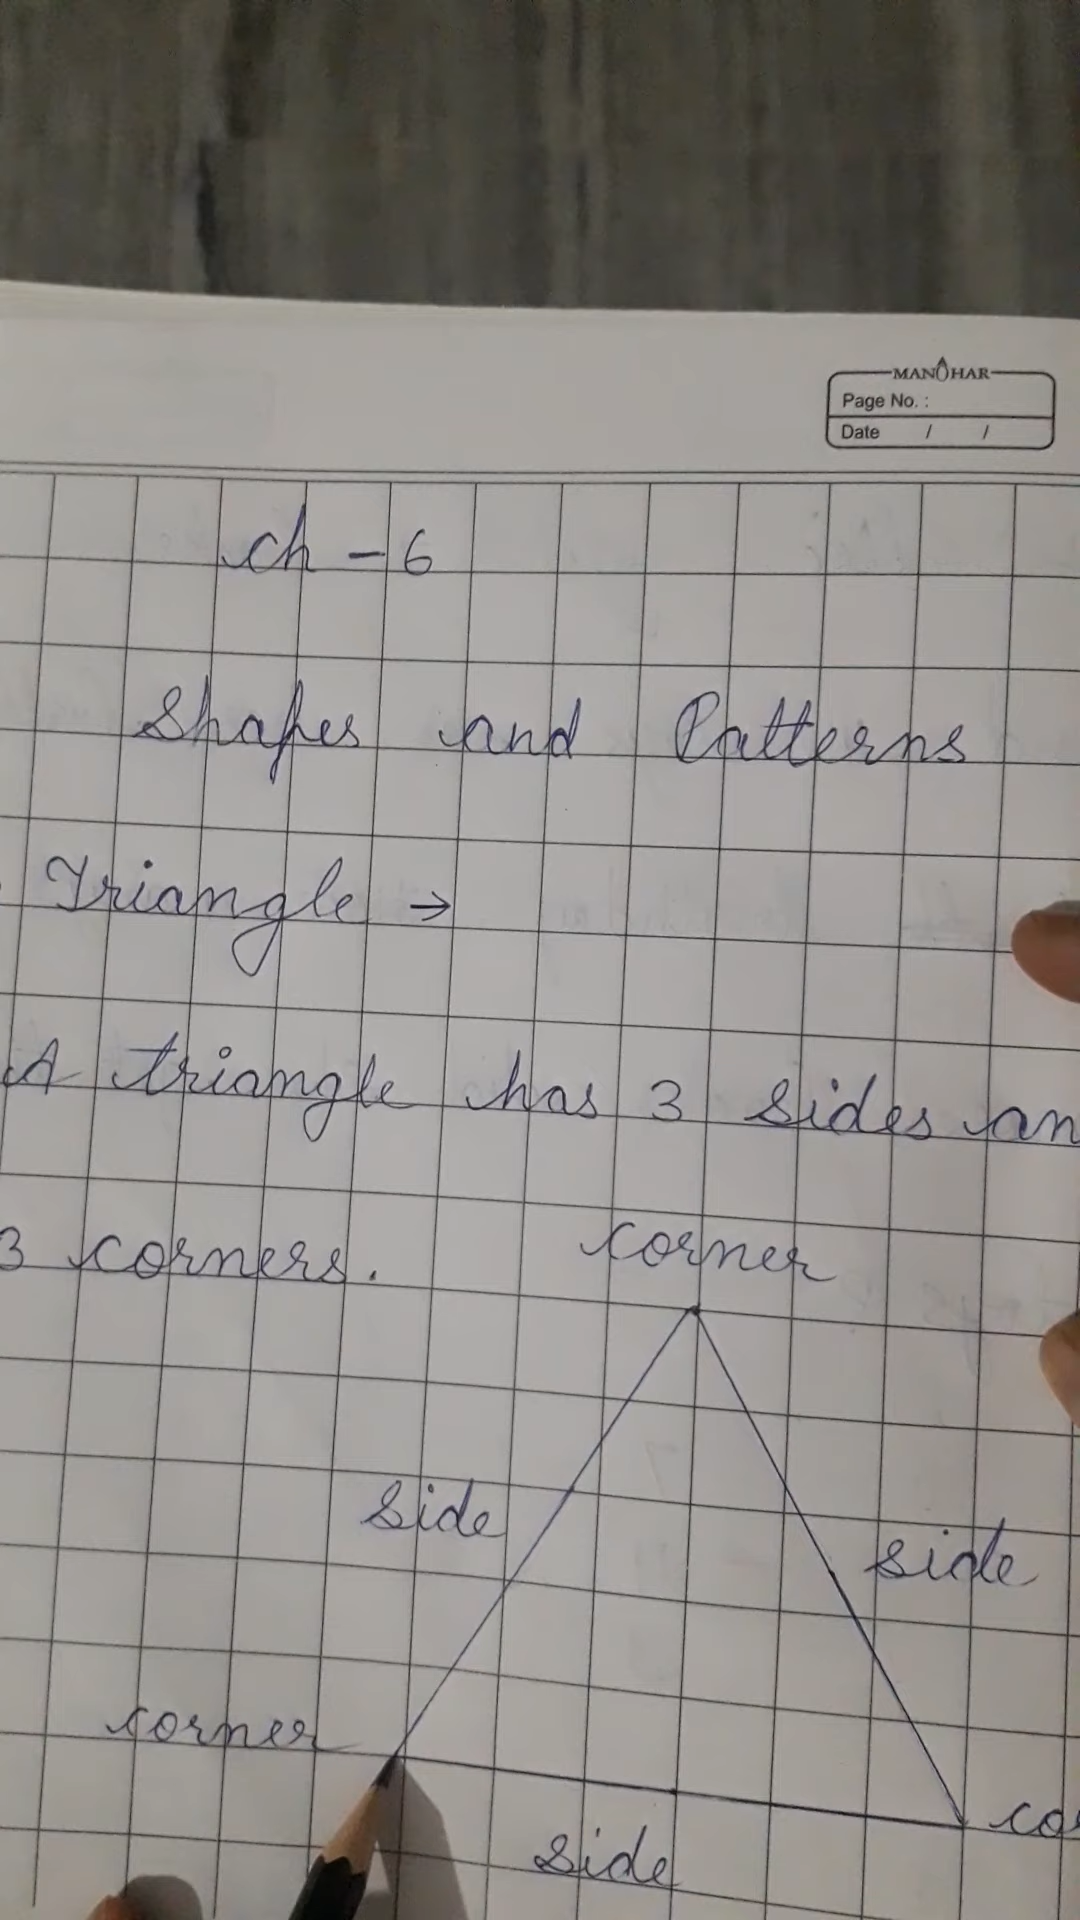 MANOHAR
Page No. :
Date / /
ch - 6
Shapes and Patterns
Triangle →
A triangle has 3 sides an
3 corners.
corner
side
side
corner
co
side